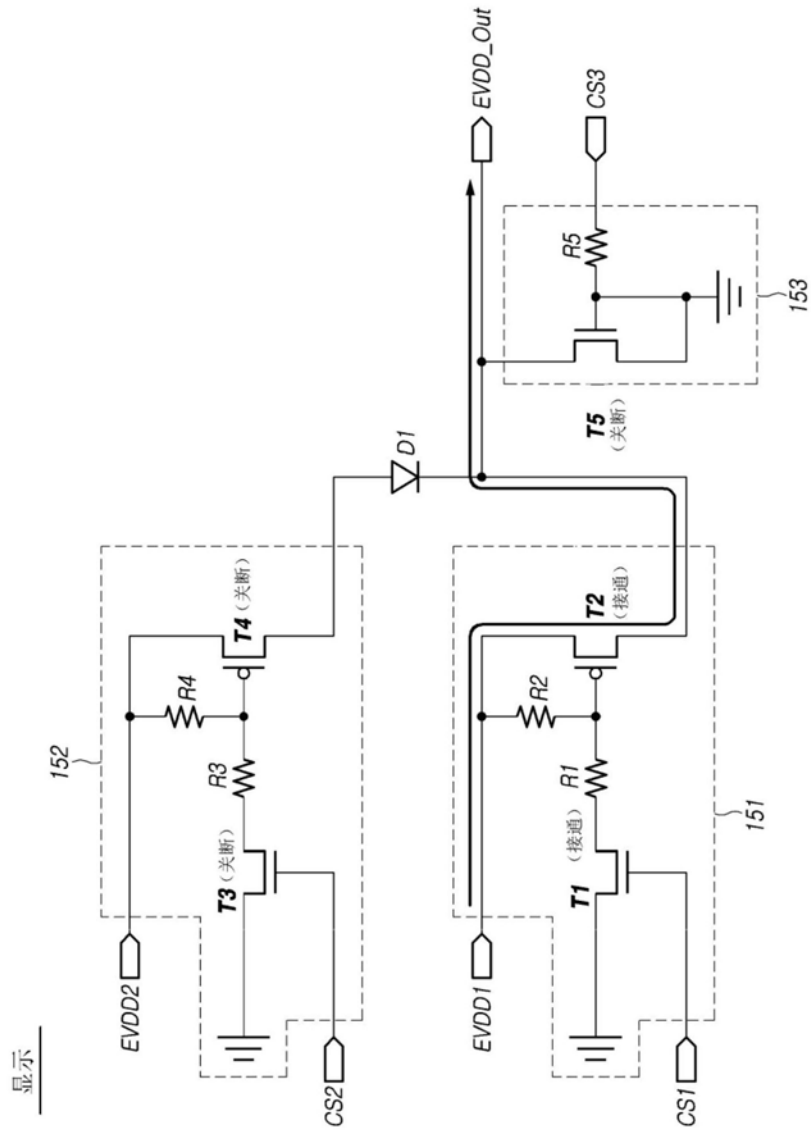 显示
EVDD2
152
R4
T4 (关断)
R3
T3 (关断)
CS2
D1
EVDD_Out
EVDD1
R2
T2
(接通)
R1
(接通)
T1
CS1
151
T5
(关断)
R5
CS3
153